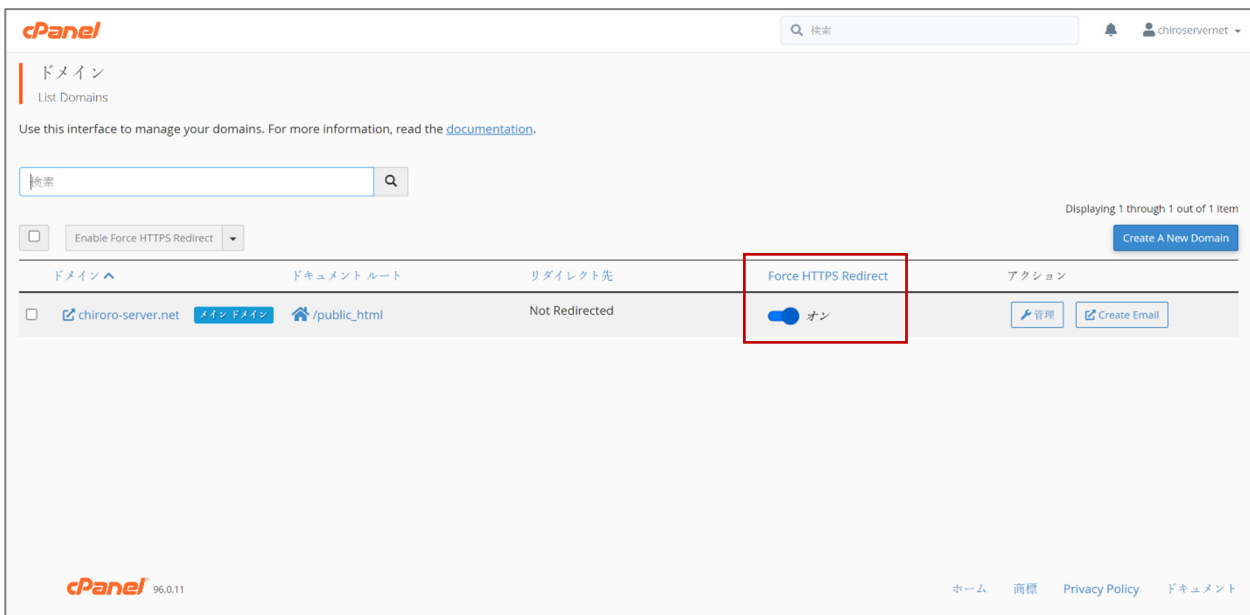 cPanel
検索
chiroservernet
ドメイン
List Domains
Use this interface to manage your domains. For more information, read the documentation.
検索
Displaying 1 through 1 out of 1 item
Enable Force HTTPS Redirect
Create A New Domain
ドメイン ドキュメント ルート リダイレクト先 Force HTTPS Redirect アクション
chiroro-server.net メイン ドメイン /public_html Not Redirected オン 管理 Create Email
cPanel 96.0.11
ホーム 商標 Privacy Policy ドキュメント